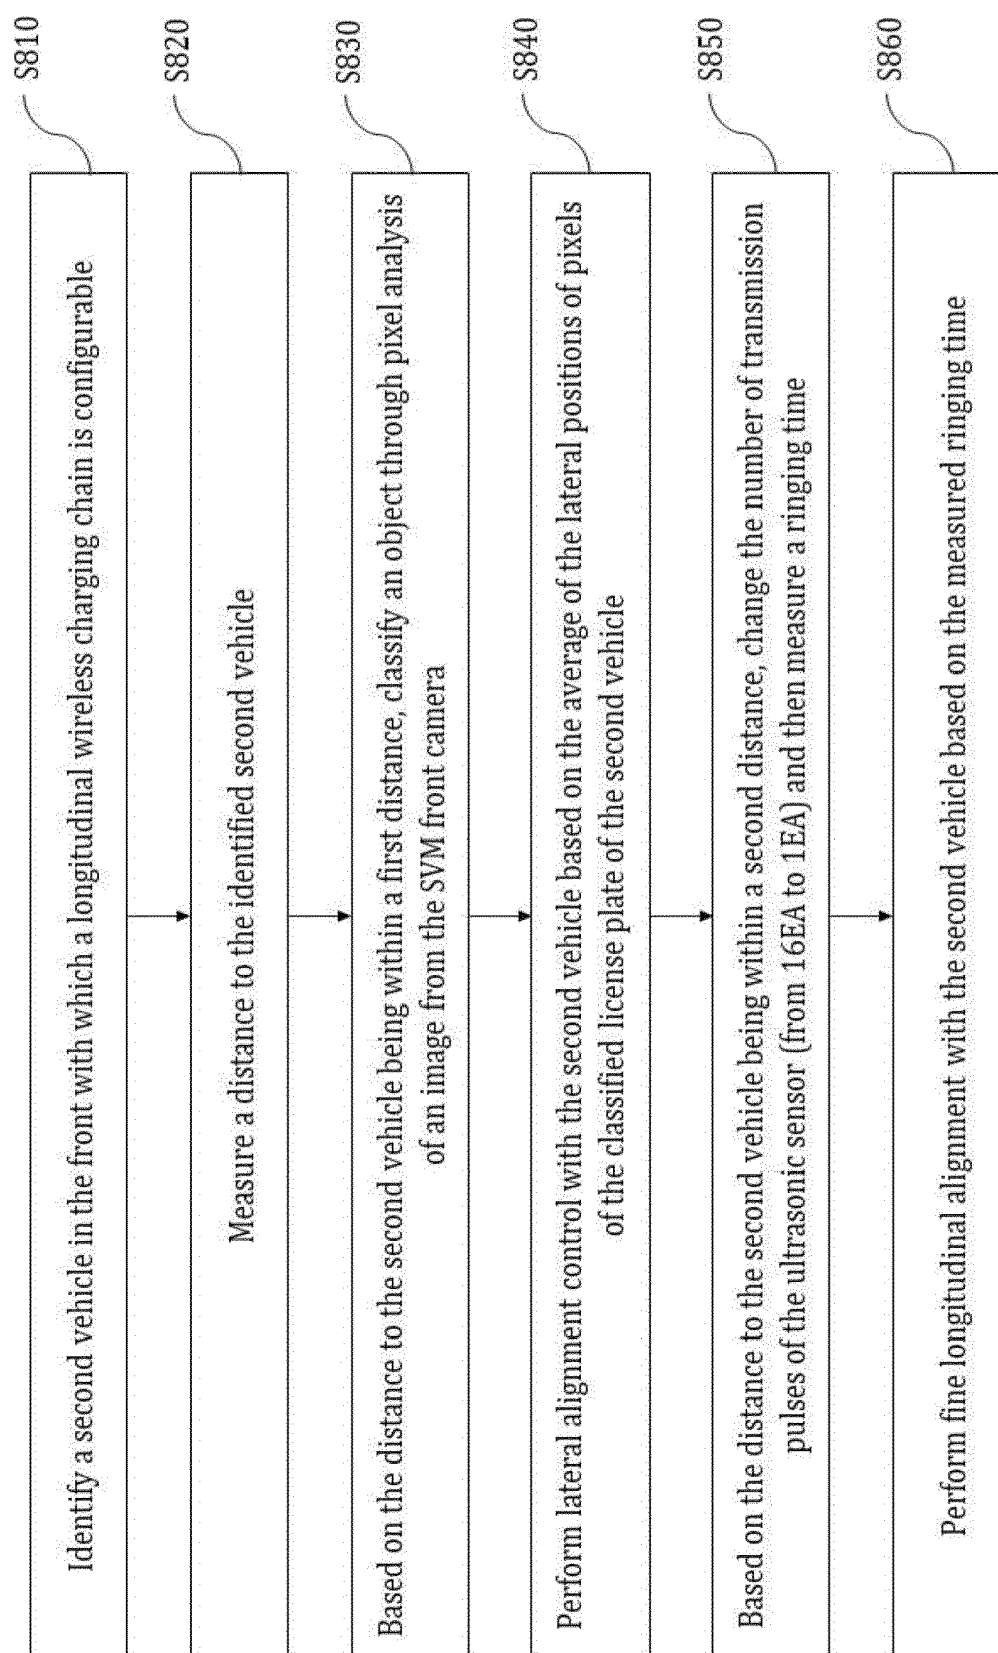 S810
Identify a second vehicle in the front with which a longitudinal wireless charging chain is configurable
S820
Measure a distance to the identified second vehicle
S830
Based on the distance to the second vehicle being within a first distance, classify an object through pixel analysis
of an image from the SVM front camera
S840
Perform lateral alignment control with the second vehicle based on the average of the lateral positions of pixels
of the classified license plate of the second vehicle
S850
Based on the distance to the second vehicle being within a second distance, change the number of transmission
pulses of the ultrasonic sensor (from 16EA to 1EA) and then measure a ringing time
S860
Perform fine longitudinal alignment with the second vehicle based on the measured ringing time